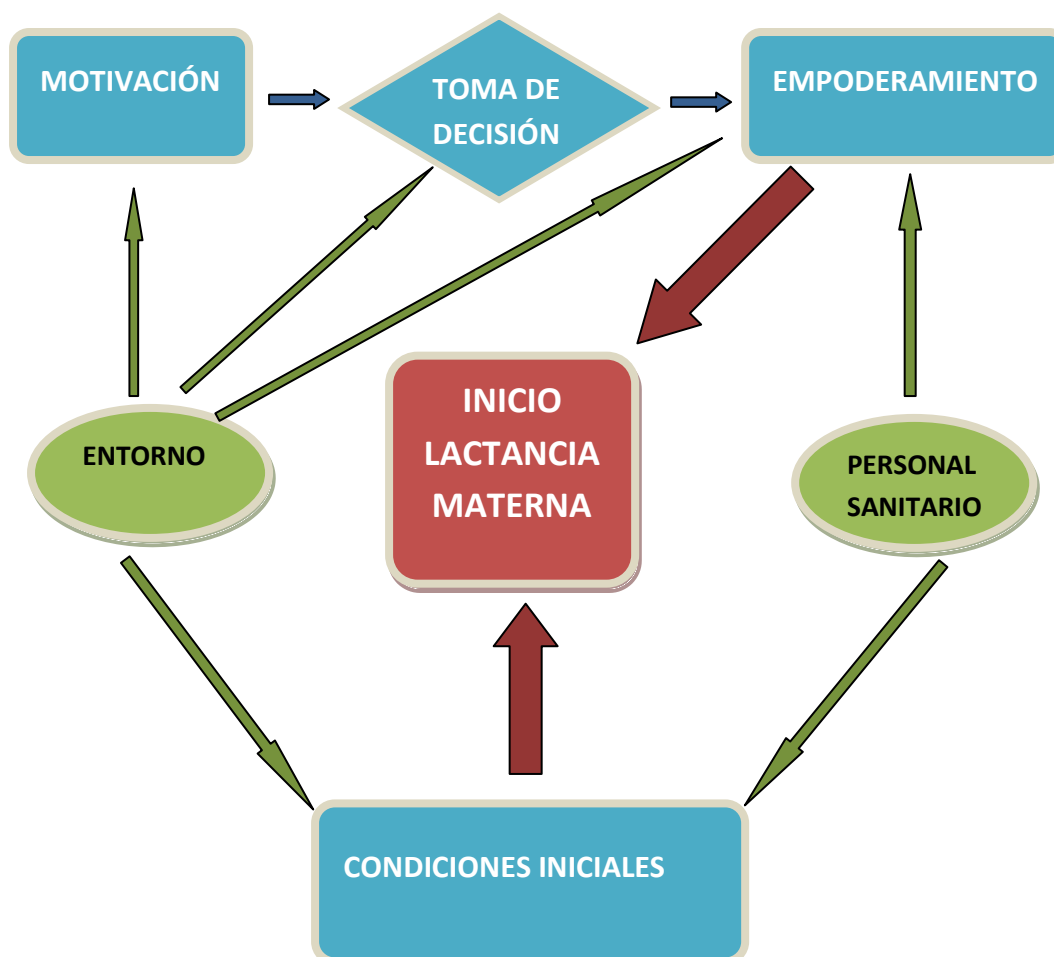 MOTIVACIÓN
TOMA DE
DECISIÓN
EMPODERAMIENTO
ENTORNO
INICIO
LACTANCIA
MATERNA
PERSONAL
SANITARIO
CONDICIONES INICIALES